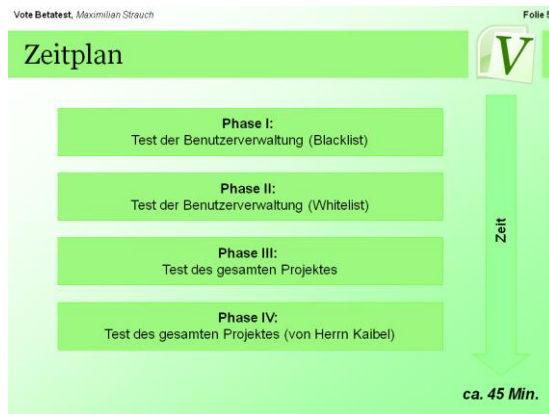 Vote Betatest, Maximilian Strauch
Folie 5
Zeitplan
V
Phase I:
Test der Benutzerverwaltung (Blacklist)
Phase II:
Test der Benutzerverwaltung (Whitelist)
Phase III:
Test des gesamten Projektes
Phase IV:
Test des gesamten Projektes (von Herrn Kaibel)
Zeit
ca. 45 Min.